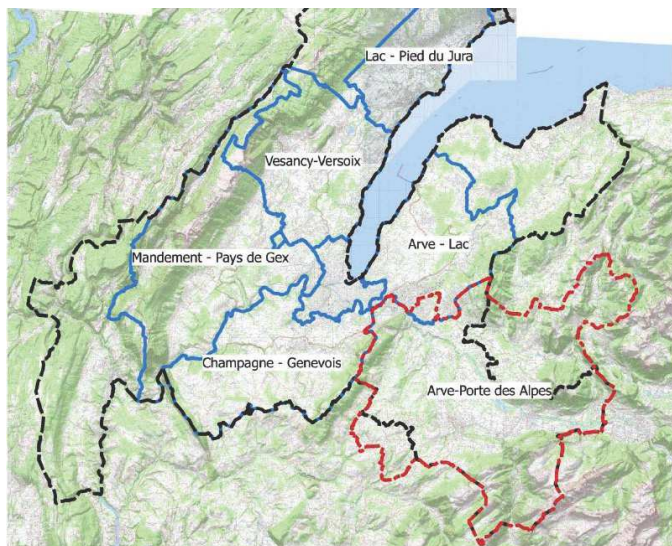 Lac - Pied du Jura
Vesancy-Versoix
Arve - Lac
Mandement - Pays de Gex
Champagne - Genevois
Arve-Porte des Alpes